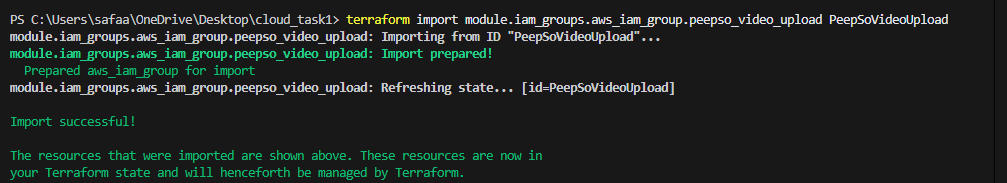 PS C:\Users\safaa\OneDrive\Desktop\cloud_task1> terraform import module.iam_groups.aws_iam_group.peepso_video_upload PeepSoVideoUpload
module.iam_groups.aws_iam_group.peepso_video_upload: Importing from ID "PeepSoVideoUpload"...
module.iam_groups.aws_iam_group.peepso_video_upload: Import prepared!
  Prepared aws_iam_group for import
module.iam_groups.aws_iam_group.peepso_video_upload: Refreshing state... [id=PeepSoVideoUpload]
Import successful!
The resources that were imported are shown above. These resources are now in
your Terraform state and will henceforth be managed by Terraform.